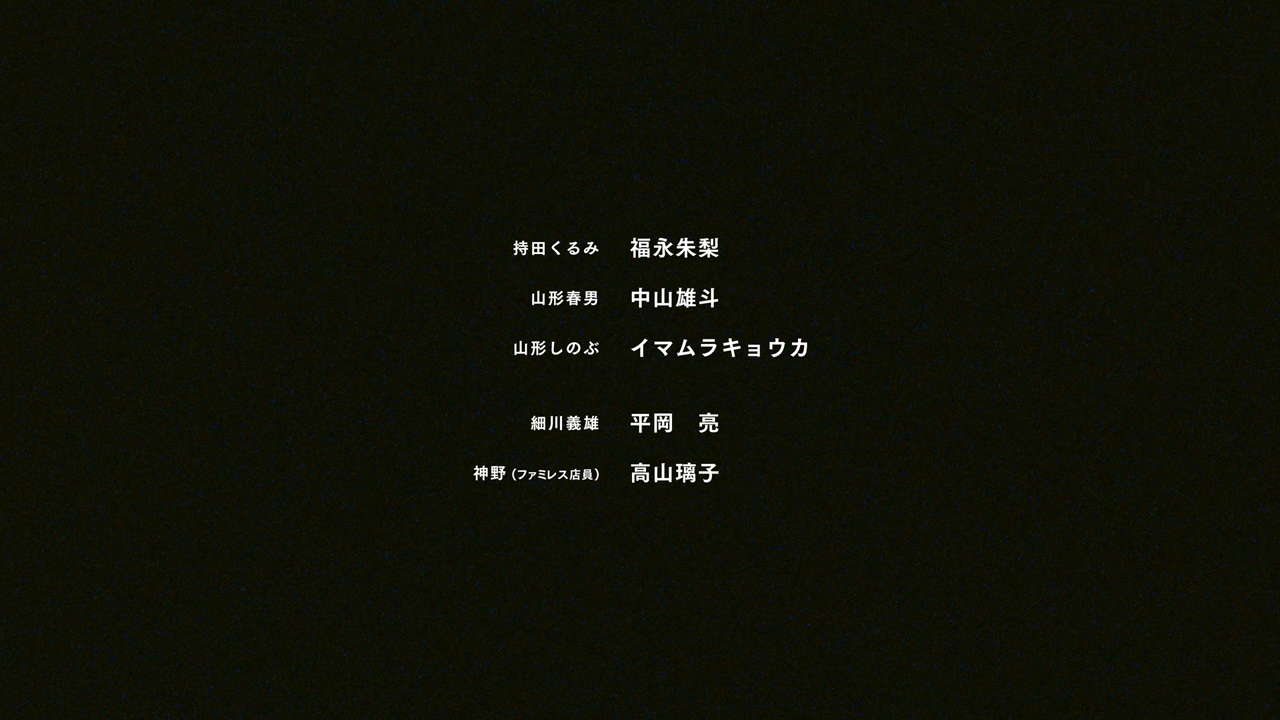 持田くるみ 福永朱梨
山形春男 中山雄斗
山形しのぶ イマムラキョウカ
細川義雄 平岡　亮
神野（ファミレス店員） 高山璃子